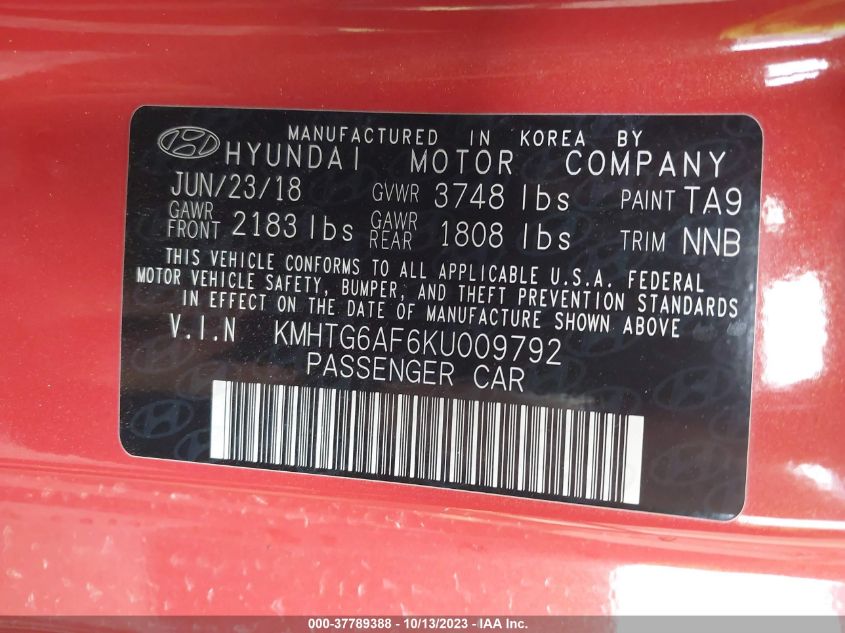 MANUFACTURED IN KOREA BY
HYUNDAI MOTOR COMPANY
JUN/23/18 GVWR 3748 lbs PAINT TA9
GAWR FRONT 2183 lbs GAWR REAR 1808 lbs TRIM NNB
THIS VEHICLE CONFORMS TO ALL APPLICABLE U.S.A. FEDERAL
MOTOR VEHICLE SAFETY, BUMPER, AND THEFT PREVENTION STANDARDS
IN EFFECT ON THE DATE OF MANUFACTURE SHOWN ABOVE
V.I.N KMHTG6AF6KU009792
PASSENGER CAR
000-37789388 - 10/13/2023 - IAA Inc.